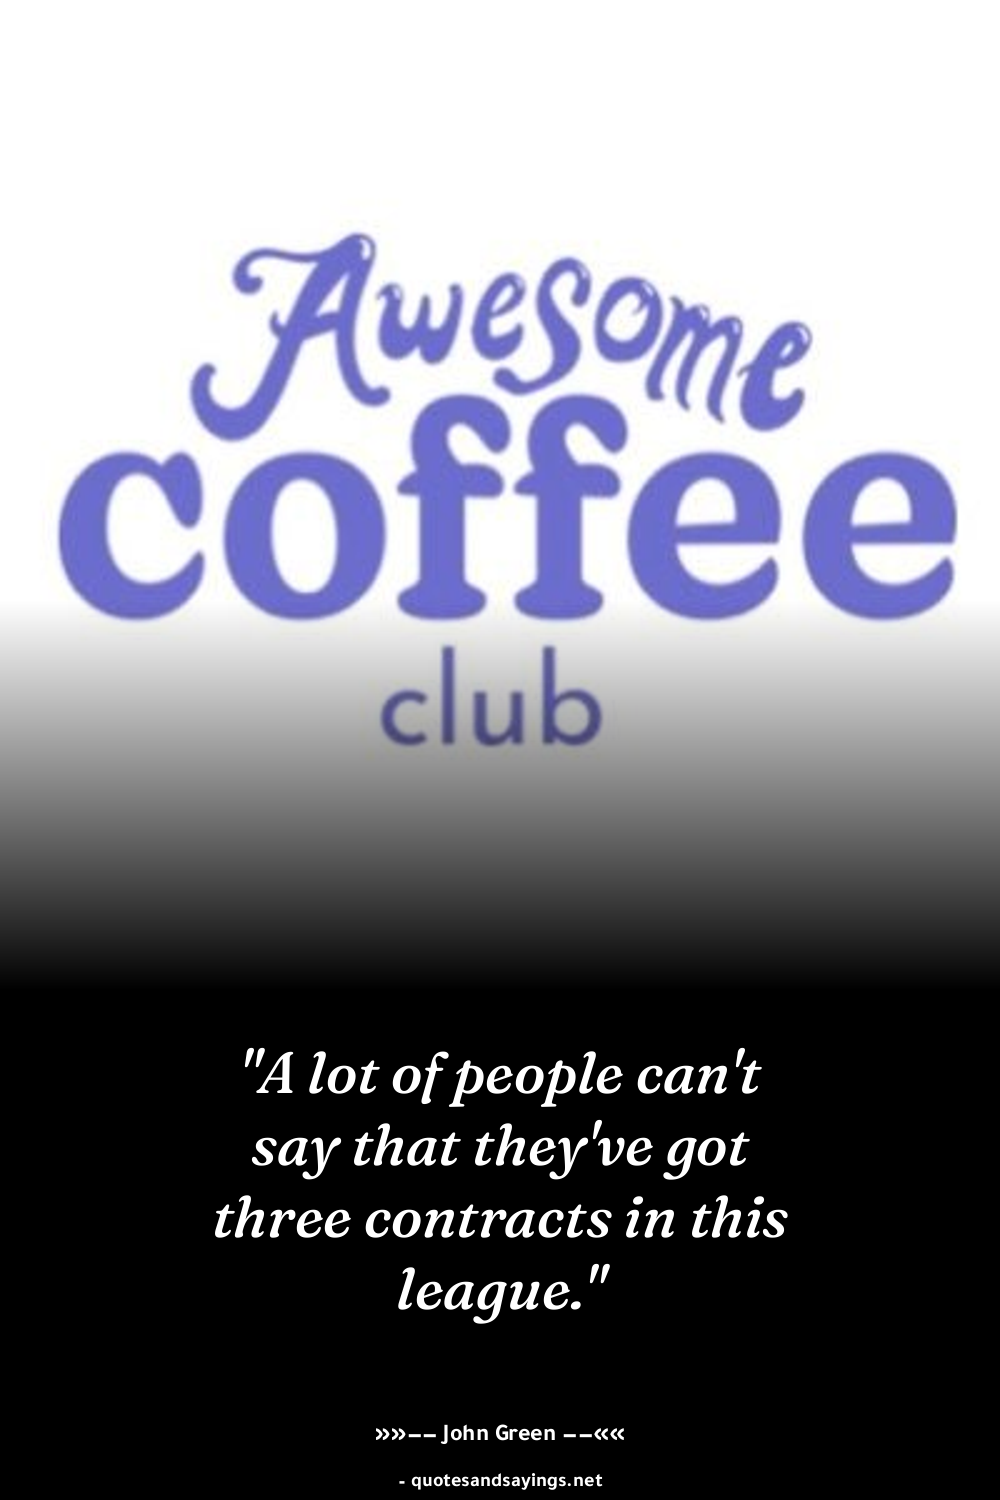 Awesome
coffee
club
"A lot of people can't
say that they've got
three contracts in this
league."
»»—— John Green ——««
- quotesandsayings.net